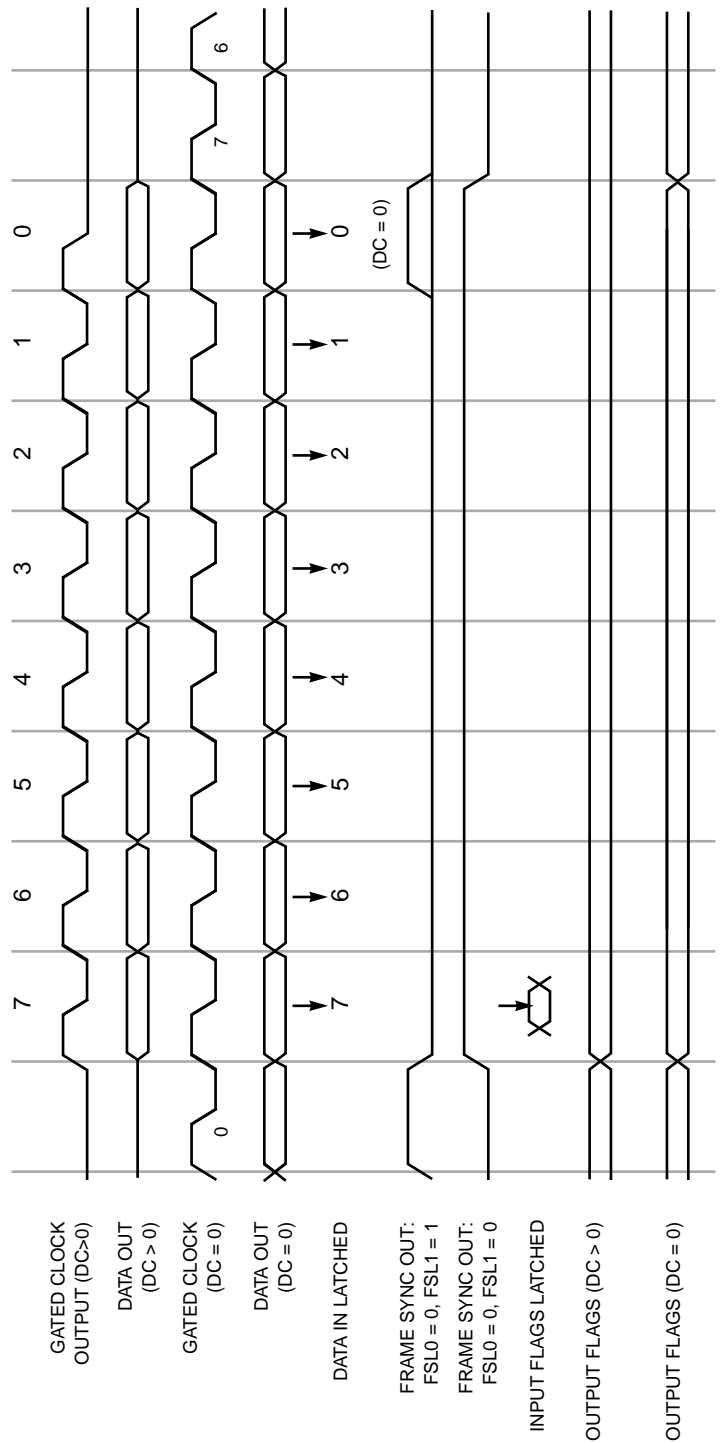 7 6 5 4 3 2 1 0
GATED CLOCK
OUTPUT (DC>0)
DATA OUT
(DC > 0)
GATED CLOCK
(DC = 0)
0 7 6
DATA OUT
(DC = 0)
DATA IN LATCHED
7 6 5 4 3 2 1 0
(DC = 0)
FRAME SYNC OUT:
FSL0 = 0, FSL1 = 1
FRAME SYNC OUT:
FSL0 = 0, FSL1 = 0
INPUT FLAGS LATCHED
OUTPUT FLAGS (DC > 0)
OUTPUT FLAGS (DC = 0)